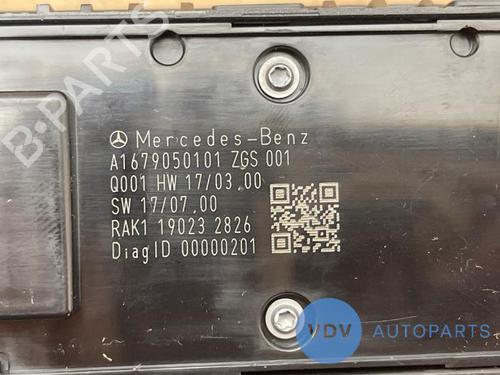 B-PARTS
Mercedes-Benz
A1679050101 ZGS 001
Q001 HW 17/03,00
SW 17/07,00
RAK1 19023 2826
DiagID 00000201
VDV AUTOPARTS